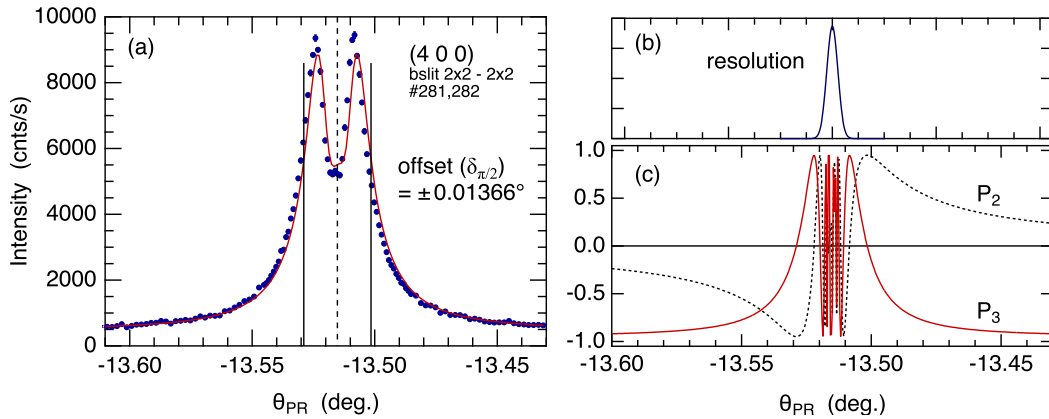 (a)
(4 0 0)
bslit 2x2 - 2x2
#281,282
offset (δπ/2)
= ±0.01366°
Intensity (cnts/s)
10000
8000
6000
4000
2000
0
-13.60
-13.55
-13.50
-13.45
θPR (deg.)
(b)
resolution
(c)
1.0
0.5
0.0
-0.5
-1.0
P2
P3
-13.60
-13.55
-13.50
-13.45
θPR (deg.)